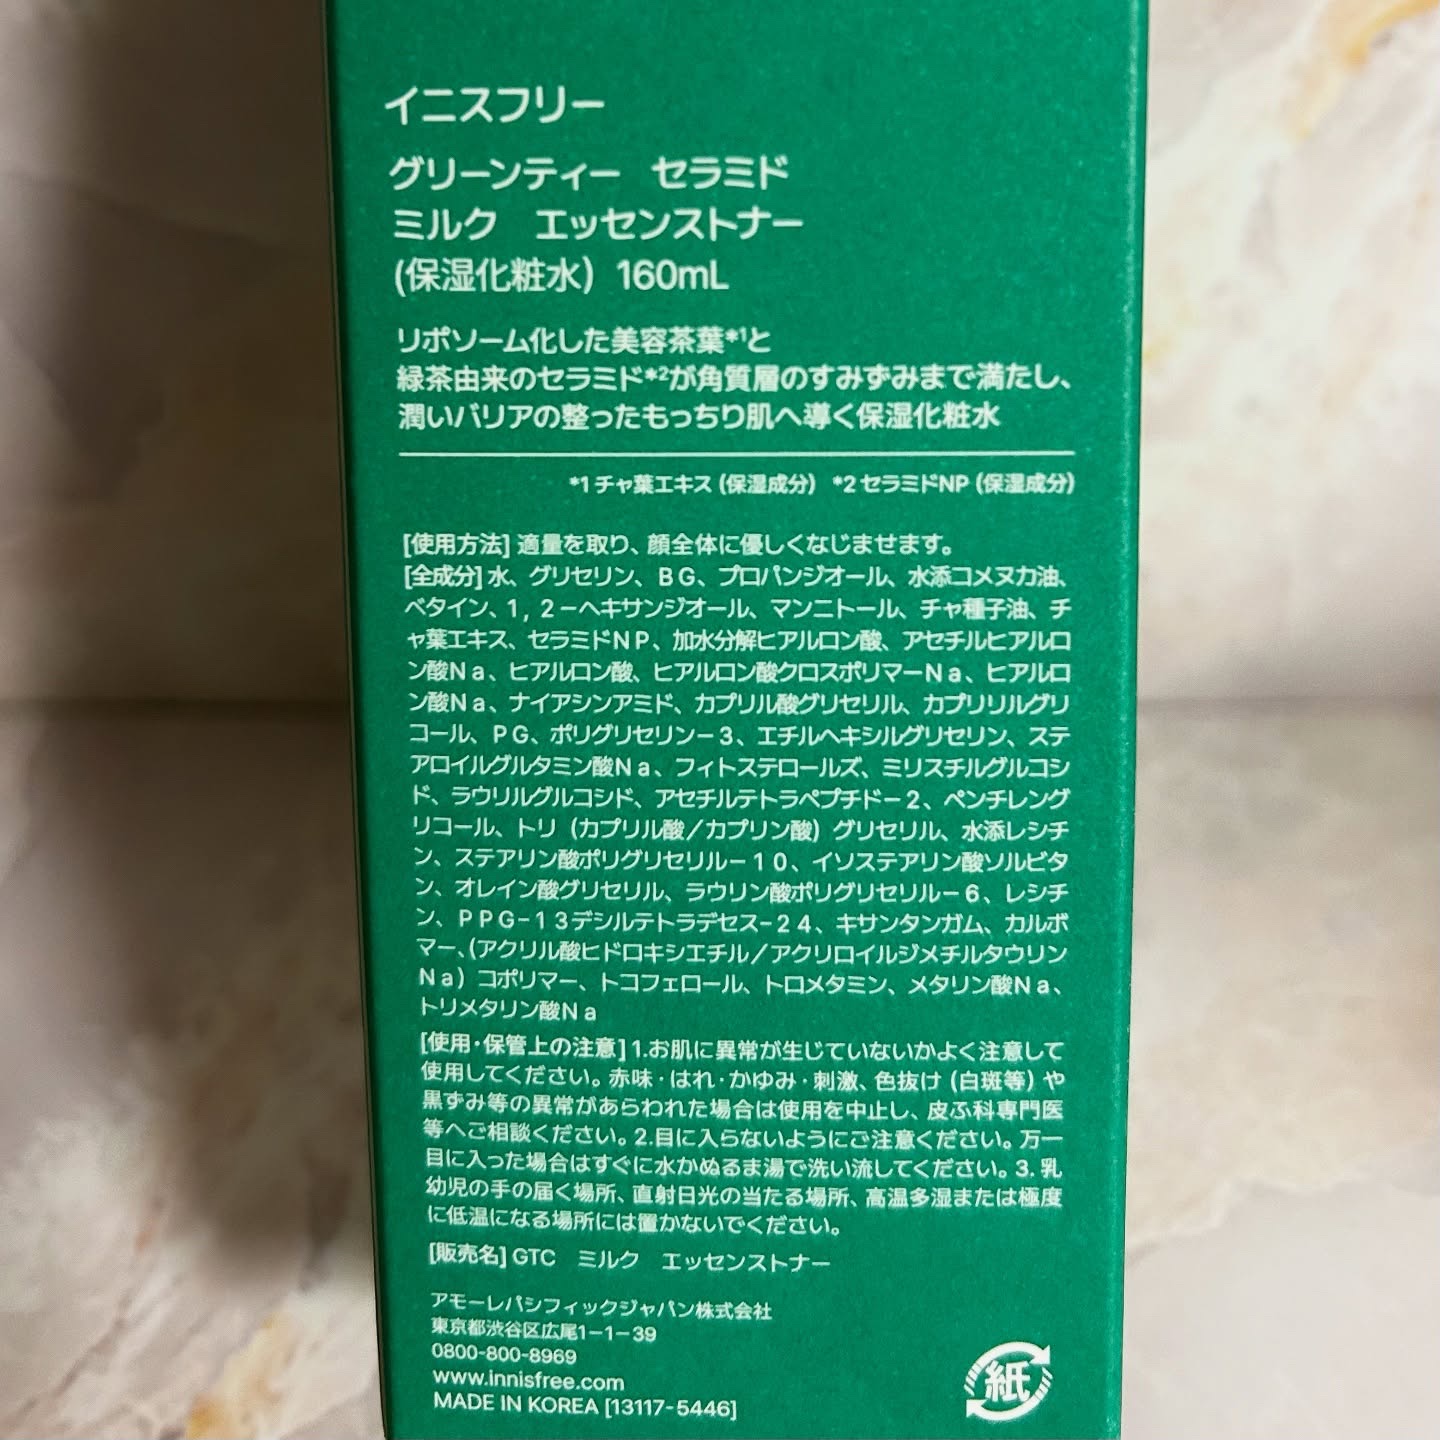 イニスフリー
グリーンティー　セラミド
ミルク　エッセンストナー
(保湿化粧水)　160mL
リポソーム化した美容茶葉*1と
緑茶由来のセラミド*2が角質層のすみずみまで満たし、
潤いバリアの整ったもっちり肌へ導く保湿化粧水
*1 チャ葉エキス (保湿成分)　*2 セラミドNP (保湿成分)
[使用方法] 適量を取り、顔全体に優しくなじませます。
[全成分] 水、グリセリン、BG、プロパンジオール、水添コメヌカ油、
ベタイン、1，2－ヘキサンジオール、マンニトール、チャ種子油、チ
ャ葉エキス、セラミドNP、加水分解ヒアルロン酸、アセチルヒアルロ
ン酸Na、ヒアルロン酸、ヒアルロン酸クロスポリマーNa、ヒアルロ
ン酸Na、ナイアシンアミド、カプリル酸グリセリル、カプリリルグリ
コール、PG、ポリグリセリン－3、エチルヘキシルグリセリン、ステ
アロイルグルタミン酸Na、フィトステロールズ、ミリスチルグルコシ
ド、ラウリルグルコシド、アセチルテトラペプチド－2、ペンチレング
リコール、トリ（カプリル酸／カプリン酸）グリセリル、水添レシチ
ン、ステアリン酸ポリグリセリル－10、イソステアリン酸ソルビタ
ン、オレイン酸グリセリル、ラウリン酸ポリグリセリル－6、レシチ
ン、PPG－13デシルテトラデセス－24、キサンタンガム、カルボ
マー、（アクリル酸ヒドロキシエチル／アクリロイルジメチルタウリン
Na）コポリマー、トコフェロール、トロメタミン、メタリン酸Na、
トリメタリン酸Na
[使用・保管上の注意] 1.お肌に異常が生じていないかよく注意して
使用してください。赤味・はれ・かゆみ・刺激、色抜け（白斑等）や
黒ずみ等の異常があらわれた場合は使用を中止し、皮ふ科専門医
等へご相談ください。2.目に入らないようにご注意ください。万一
目に入った場合はすぐに水かぬるま湯で洗い流してください。3. 乳
幼児の手の届く場所、直射日光の当たる場所、高温多湿または極度
に低温になる場所には置かないでください。
[販売名] GTC　ミルク　エッセンストナー
アモーレパシフィックジャパン株式会社
東京都渋谷区広尾1－1－39
0800-800-8969
www.innisfree.com
MADE IN KOREA [13117-5446]
紙